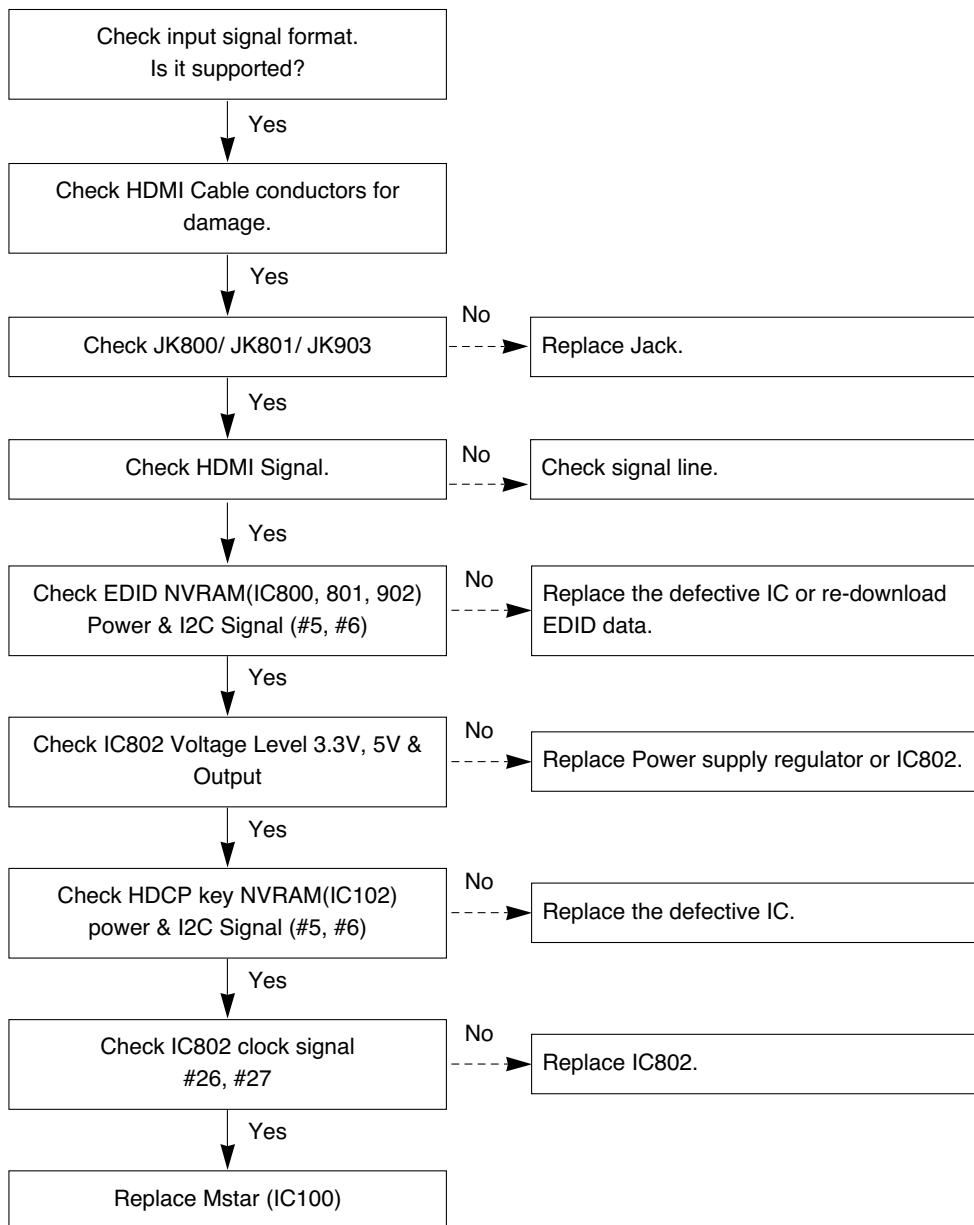 Check input signal format.
Is it supported?
Yes
Check HDMI Cable conductors for
damage.
Yes
Check JK800/ JK801/ JK903
No
Replace Jack.
Yes
Check HDMI Signal.
No
Check signal line.
Yes
Check EDID NVRAM(IC800, 801, 902)
Power & I2C Signal (#5, #6)
No
Replace the defective IC or re-download
EDID data.
Yes
Check IC802 Voltage Level 3.3V, 5V &
Output
No
Replace Power supply regulator or IC802.
Yes
Check HDCP key NVRAM(IC102)
power & I2C Signal (#5, #6)
No
Replace the defective IC.
Yes
Check IC802 clock signal
#26, #27
No
Replace IC802.
Yes
Replace Mstar (IC100)